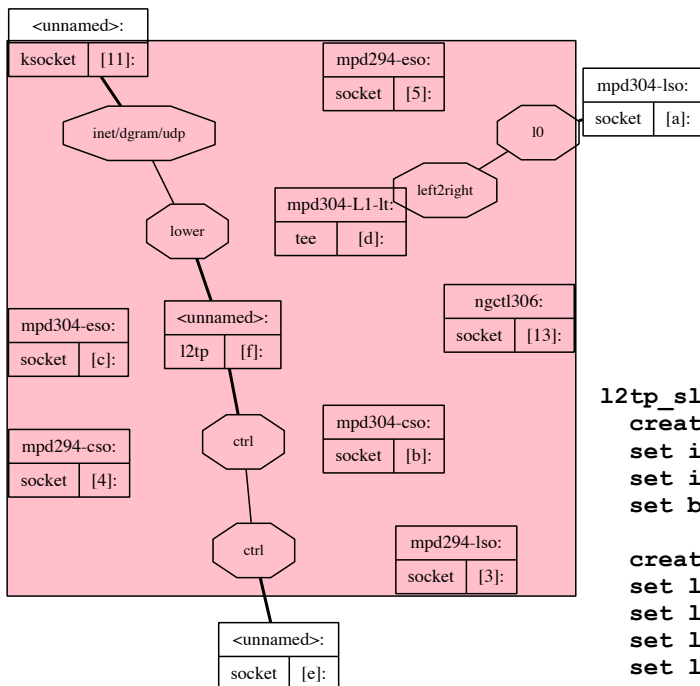 <unnamed>:
ksocket [11]:
mpd294-eso:
socket [5]:
mpd304-lso:
socket [a]:
inet/dgram/udp
l0
left2right
mpd304-L1-lt:
tee [d]:
lower
ngctl306:
socket [13]:
<unnamed>:
l2tp [f]:
mpd304-eso:
socket [c]:
mpd304-cso:
socket [b]:
ctrl
mpd294-cso:
socket [4]:
ctrl
mpd294-lso:
socket [3]:
<unnamed>:
socket [e]:
l2tp_sl
creat
set i
set i
set b
creat
set l
set l
set l
set l